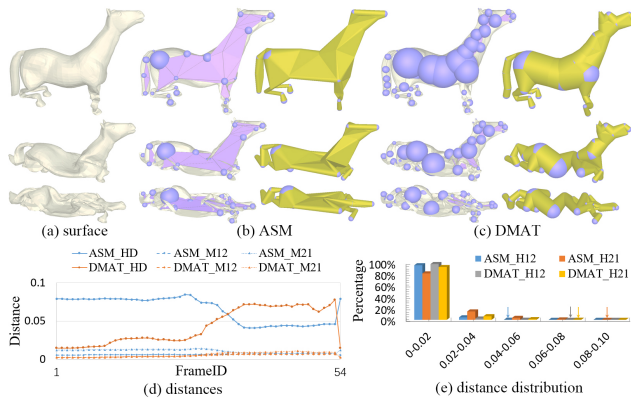 (a) surface (b) ASM (c) DMAT
ASM_HD ASM_M12 ASM_M21
DMAT_HD DMAT_M12 DMAT_M21
0.1
0.05
0
Distance
1 FrameID 54
(d) distances
ASM_H12 ASM_H21
DMAT_H12 DMAT_H21
Percentage
100%
80%
60%
40%
20%
0%
0-0.02 0.02-0.04 0.04-0.06 0.06-0.08 0.08-0.10
(e) distance distribution